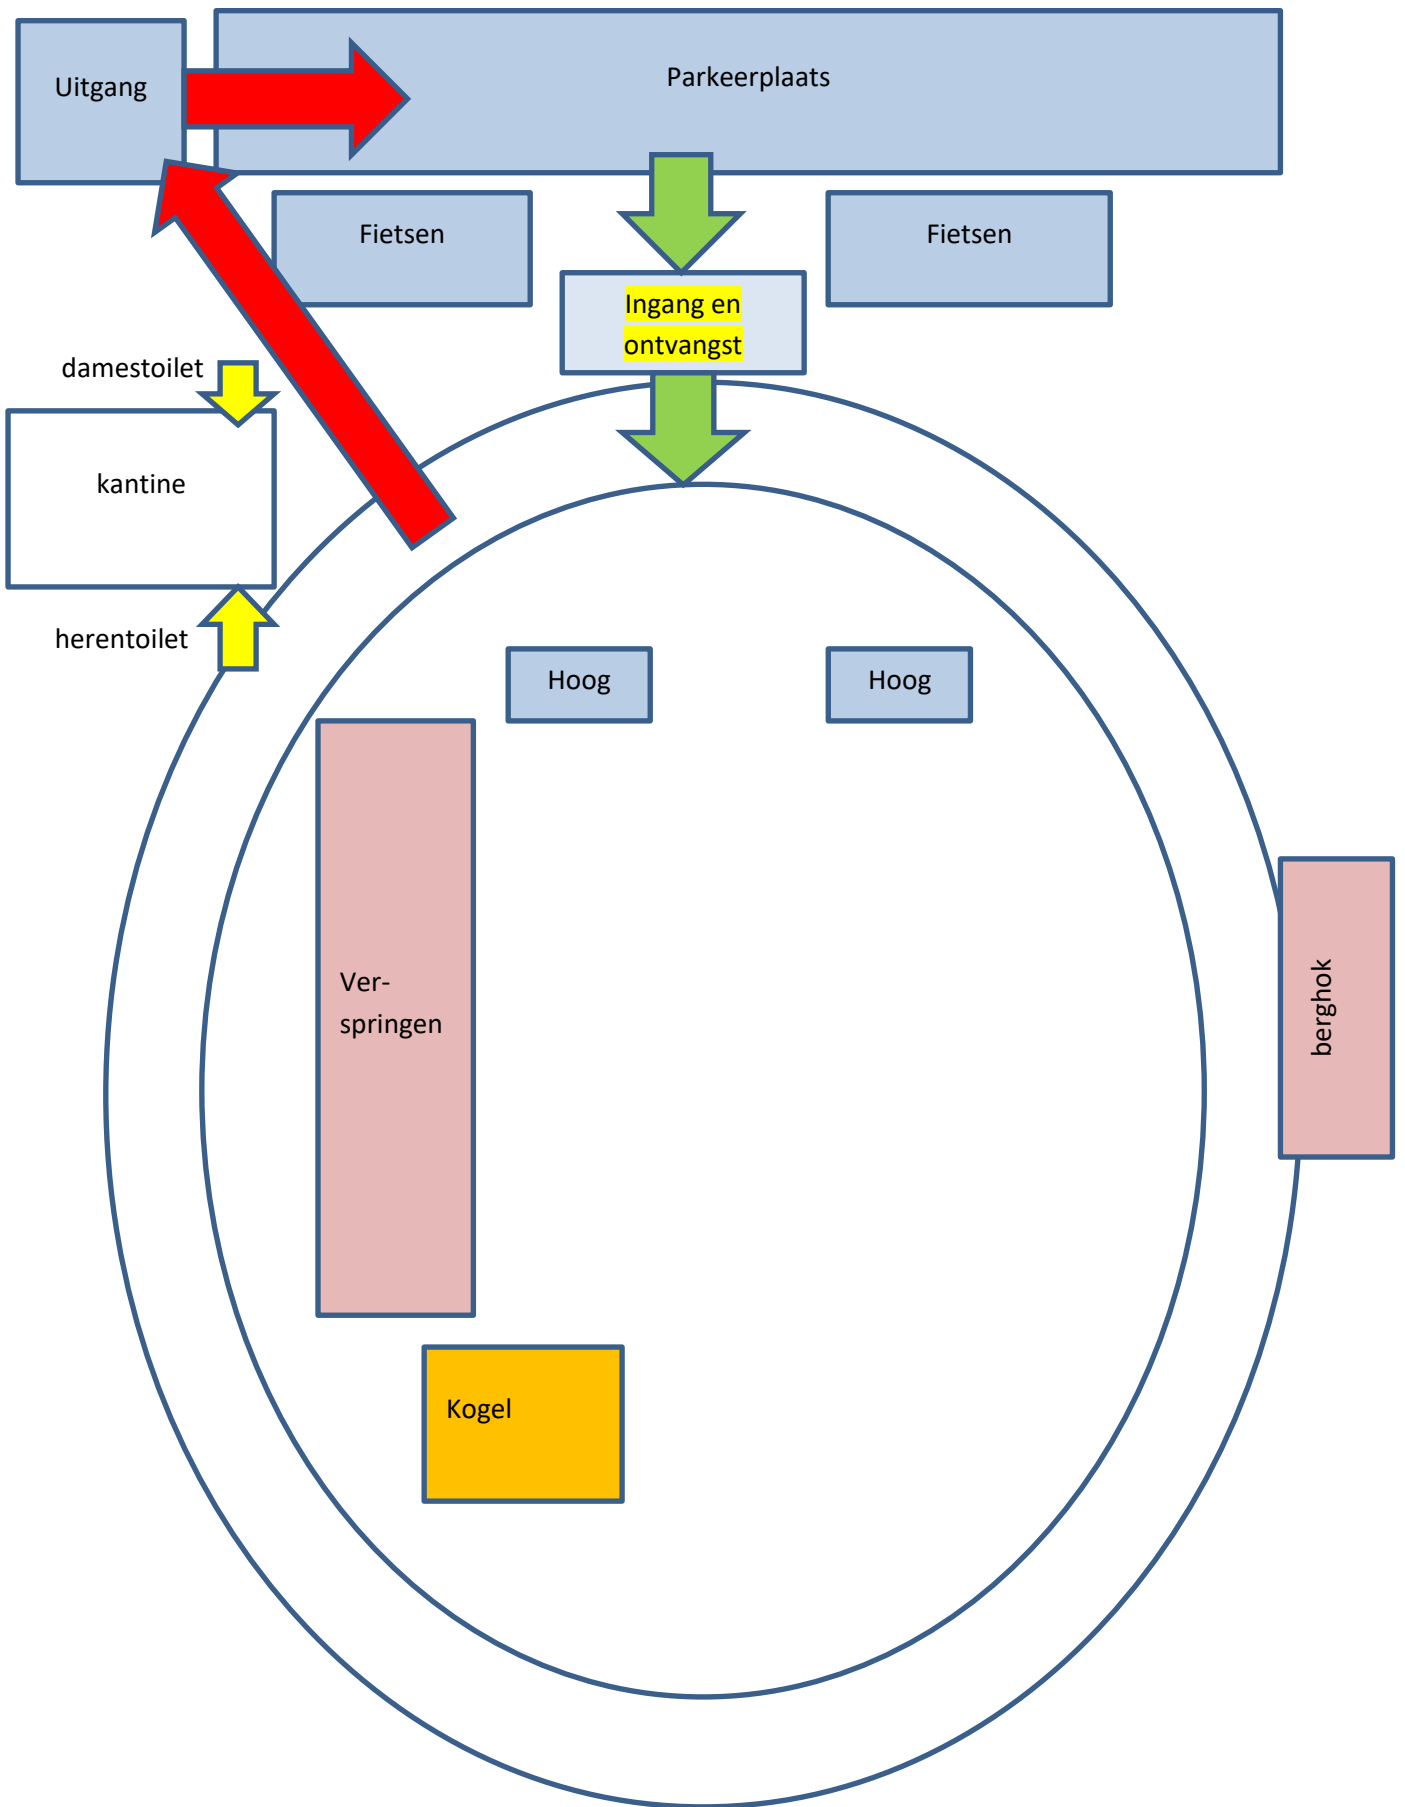 Uitgang
Parkeerplaats
Fietsen
Fietsen
Ingang en
ontvangst
damestoilet
kantine
herentoilet
Hoog
Hoog
Ver-
springen
berghok
Kogel